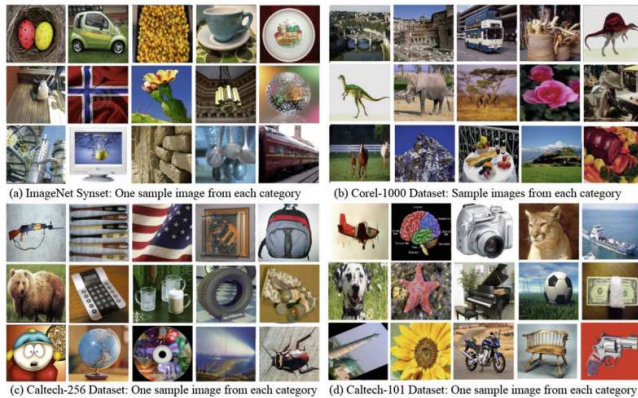 (a) ImageNet Synset: One sample image from each category
(b) Corel-1000 Dataset: Sample images from each category
(c) Caltech-256 Dataset: One sample image from each category
(d) Caltech-101 Dataset: One sample image from each category